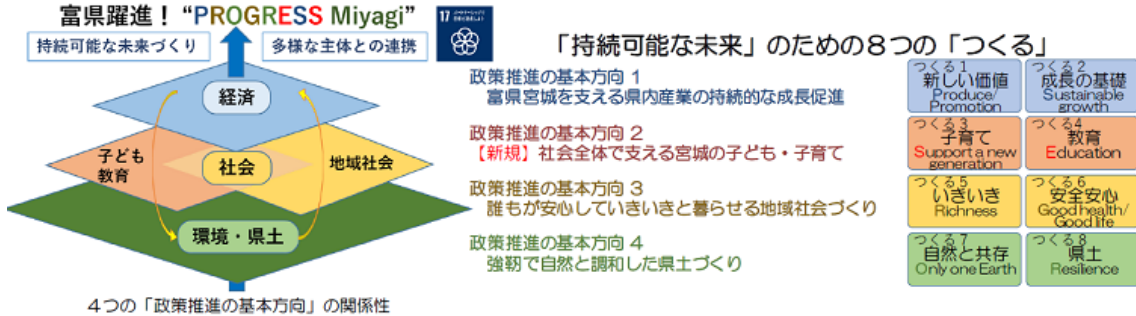 富県躍進！“PROGRESS Miyagi”
持続可能な未来づくり
多様な主体との連携
17
経済
子ども
教育
社会
地域社会
環境・県土
４つの「政策推進の基本方向」の関係性
「持続可能な未来」のための８つの「つくる」
政策推進の基本方向 1
富県宮城を支える県内産業の持続的な成長促進
政策推進の基本方向 2
【新規】社会全体で支える宮城の子ども・子育て
政策推進の基本方向 3
誰もが安心していきいきと暮らせる地域社会づくり
政策推進の基本方向 4
強靭で自然と調和した県土づくり
つくる 1
新しい価値
Produce/
Promotion
つくる 2
成長の基礎
Sustainable
growth
つくる 3
子育て
Support a new
generation
つくる 4
教育
Education
つくる 5
いきいき
Richness
つくる 6
安全安心
Good health/
Good life
つくる 7
自然と共存
Only one Earth
つくる 8
県土
Resilience